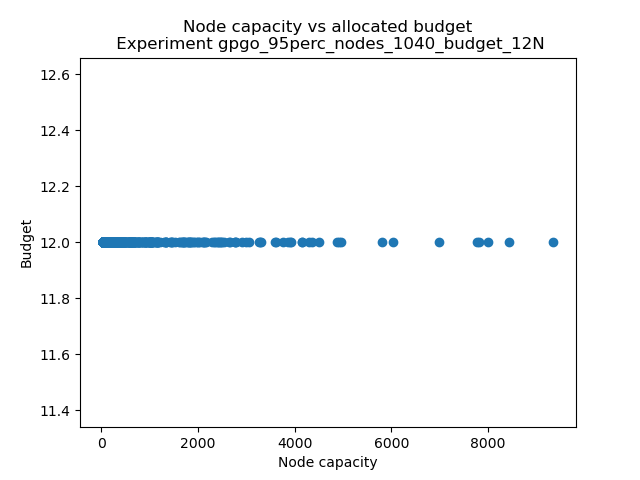 Node capacity vs allocated budget
Experiment gpgo_95perc_nodes_1040_budget_12N
12.6
12.4
12.2
12.0
11.8
11.6
11.4
Budget
0 2000 4000 6000 8000
Node capacity